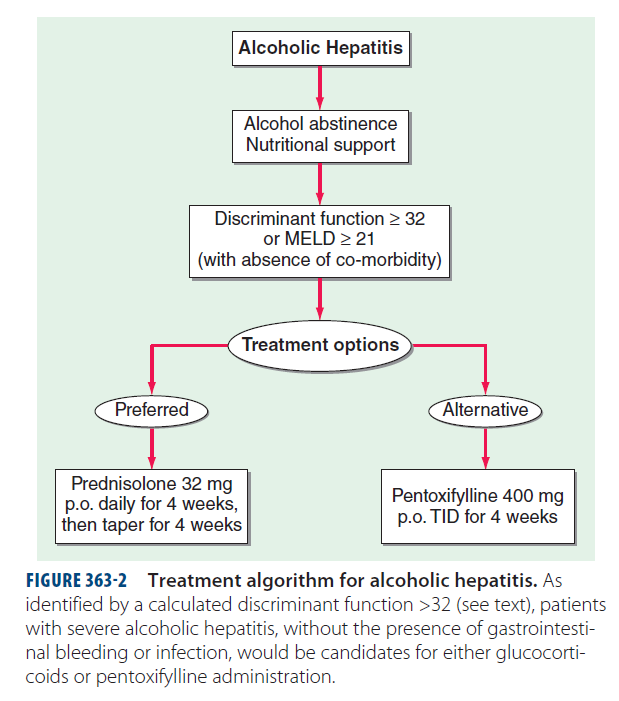 Alcoholic Hepatitis
Alcohol abstinence
Nutritional support
Discriminant function ≥ 32
or MELD ≥ 21
(with absence of co-morbidity)
Treatment options
Preferred
Alternative
Prednisolone 32 mg
p.o. daily for 4 weeks,
then taper for 4 weeks
Pentoxifylline 400 mg
p.o. TID for 4 weeks
FIGURE 363-2 Treatment algorithm for alcoholic hepatitis. As
identified by a calculated discriminant function >32 (see text), patients
with severe alcoholic hepatitis, without the presence of gastrointesti-
nal bleeding or infection, would be candidates for either glucocorti-
coids or pentoxifylline administration.